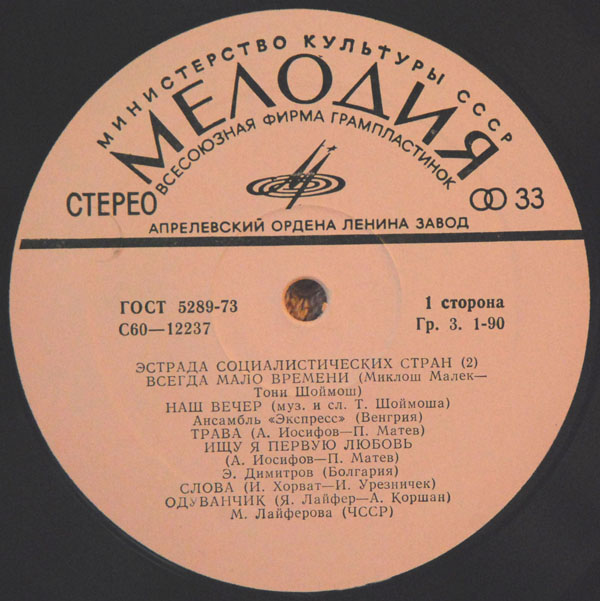 МИНИСТЕРСТВО КУЛЬТУРЫ СССР
МЕЛОДИЯ
ВСЕСОЮЗНАЯ ФИРМА ГРАМПЛАСТИНОК
СТЕРЕО
33
АПРЕЛЕВСКИЙ ОРДЕНА ЛЕНИНА ЗАВОД
ГОСТ 5289-73
1 сторона
С60—12237
Гр. 3. 1-90
ЭСТРАДА СОЦИАЛИСТИЧЕСКИХ СТРАН (2)
ВСЕГДА МАЛО ВРЕМЕНИ (Миклош Малек—
Тони Шоймош)
НАШ ВЕЧЕР (муз. и сл. Т. Шоймоша)
Ансамбль «Экспресс» (Венгрия)
ТРАВА (А. Иосифов—П. Матев)
ИЩУ Я ПЕРВУЮ ЛЮБОВЬ
(А. Иосифов—П. Матев)
Э. Димитров (Болгария)
СЛОВА (И. Хорват—И. Урезничек)
ОДУВАНЧИК (Я. Лайфер—А. Коршан)
М. Лайферова (ЧССР)